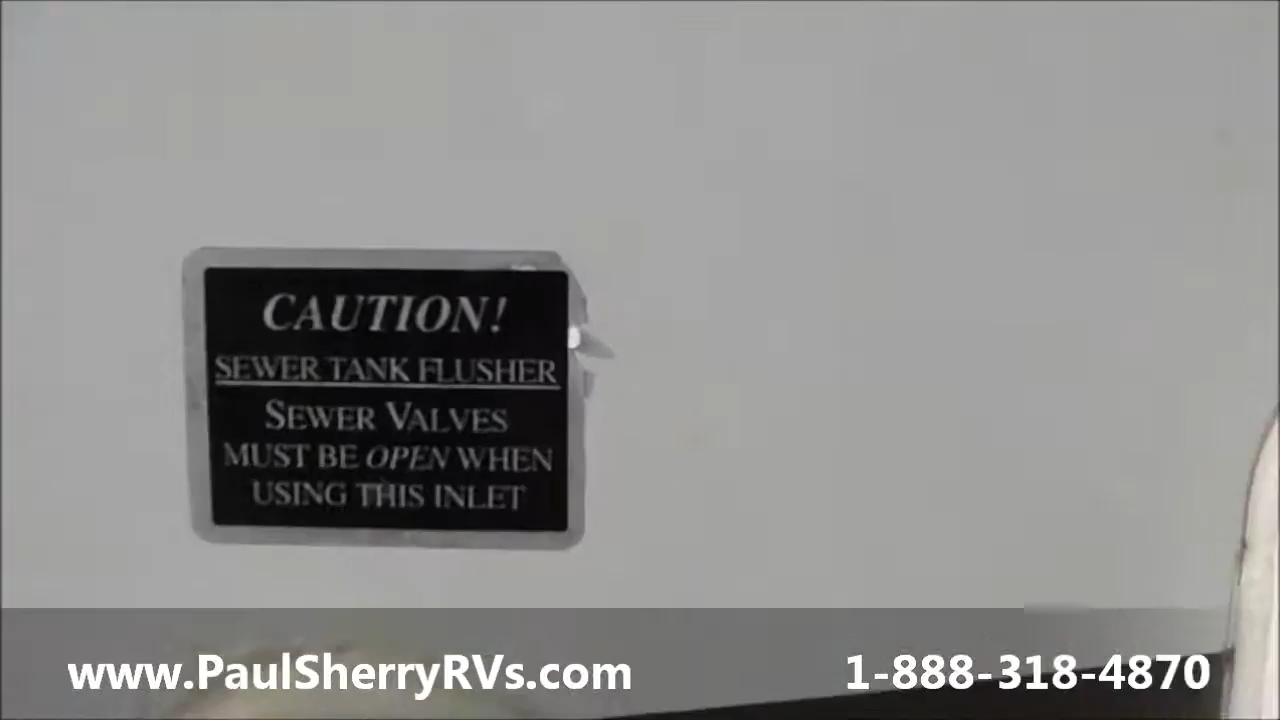 CAUTION!
SEWER TANK FLUSHER
SEWER VALVES
MUST BE OPEN WHEN
USING THIS INLET
www.PaulSherryRVs.com 1-888-318-4870